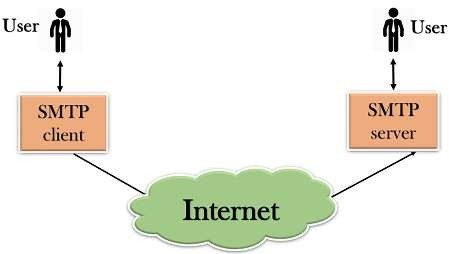 User
User
SMTP
client
SMTP
server
Internet